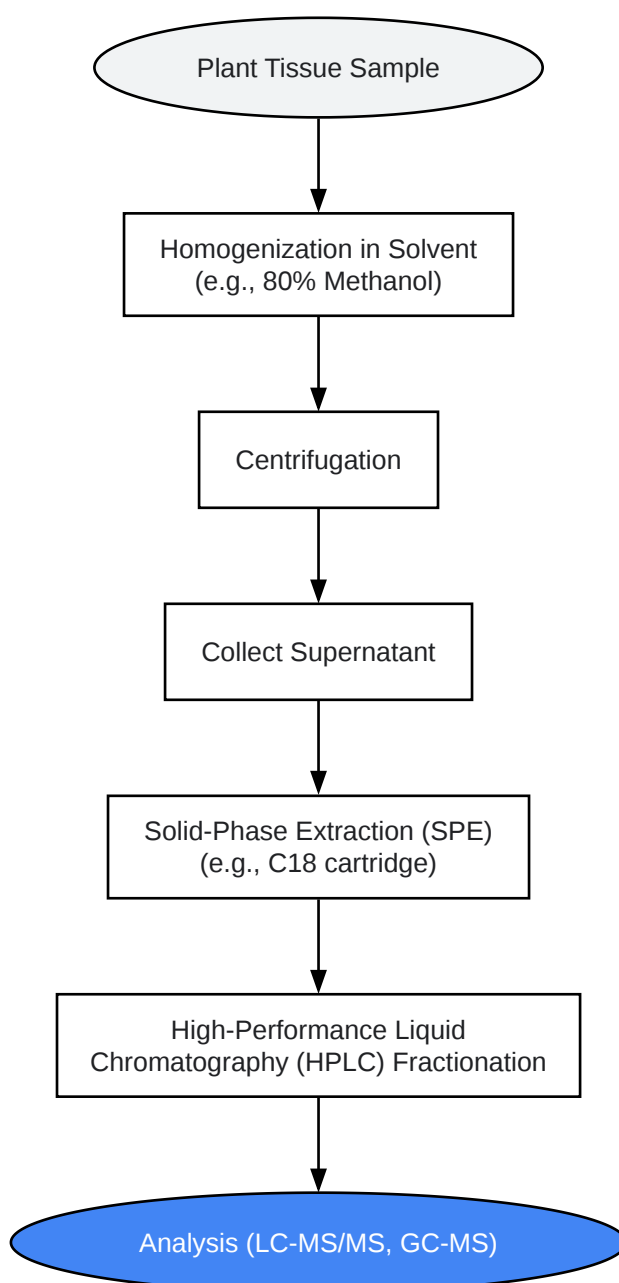 Plant Tissue Sample
Homogenization in Solvent
(e.g., 80% Methanol)
Centrifugation
Collect Supernatant
Solid-Phase Extraction (SPE)
(e.g., C18 cartridge)
High-Performance Liquid
Chromatography (HPLC) Fractionation
Analysis (LC-MS/MS, GC-MS)